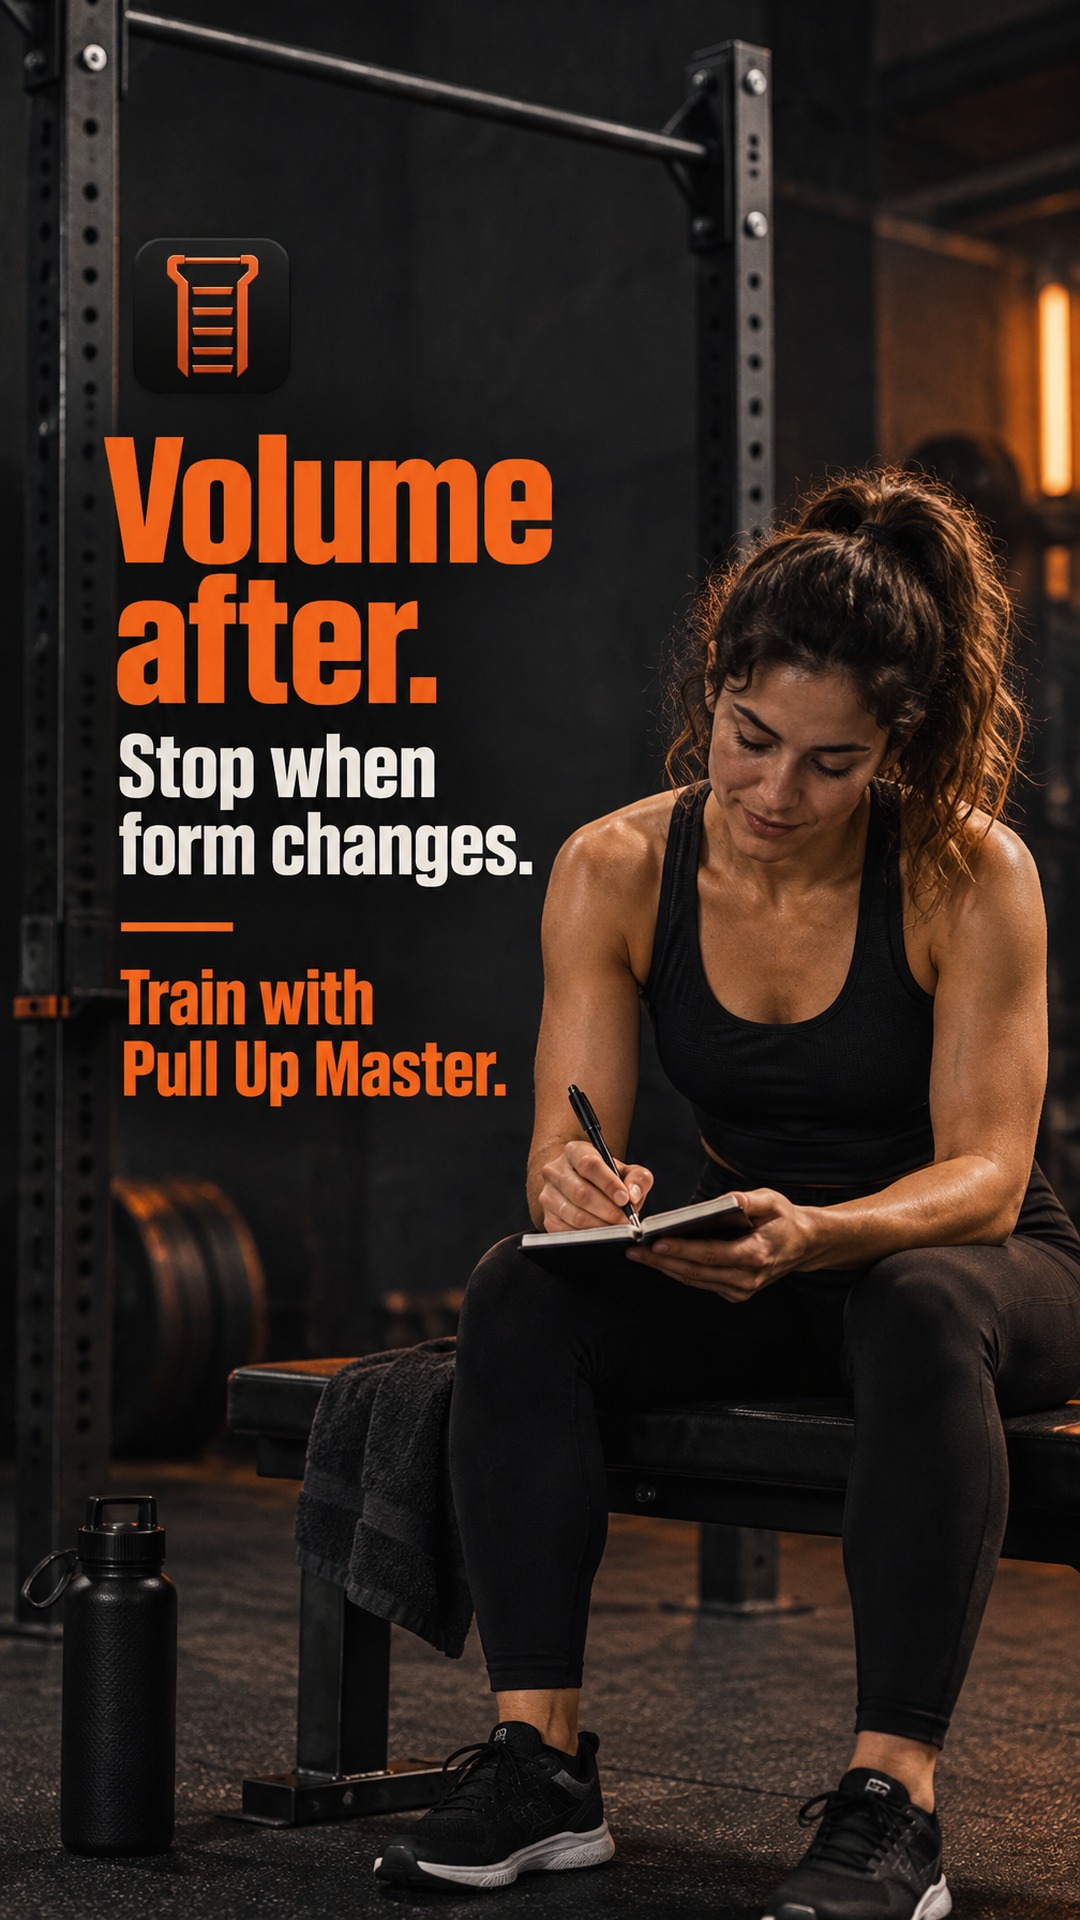 Volume
after.
Stop when
form changes.
Train with
Pull Up Master.